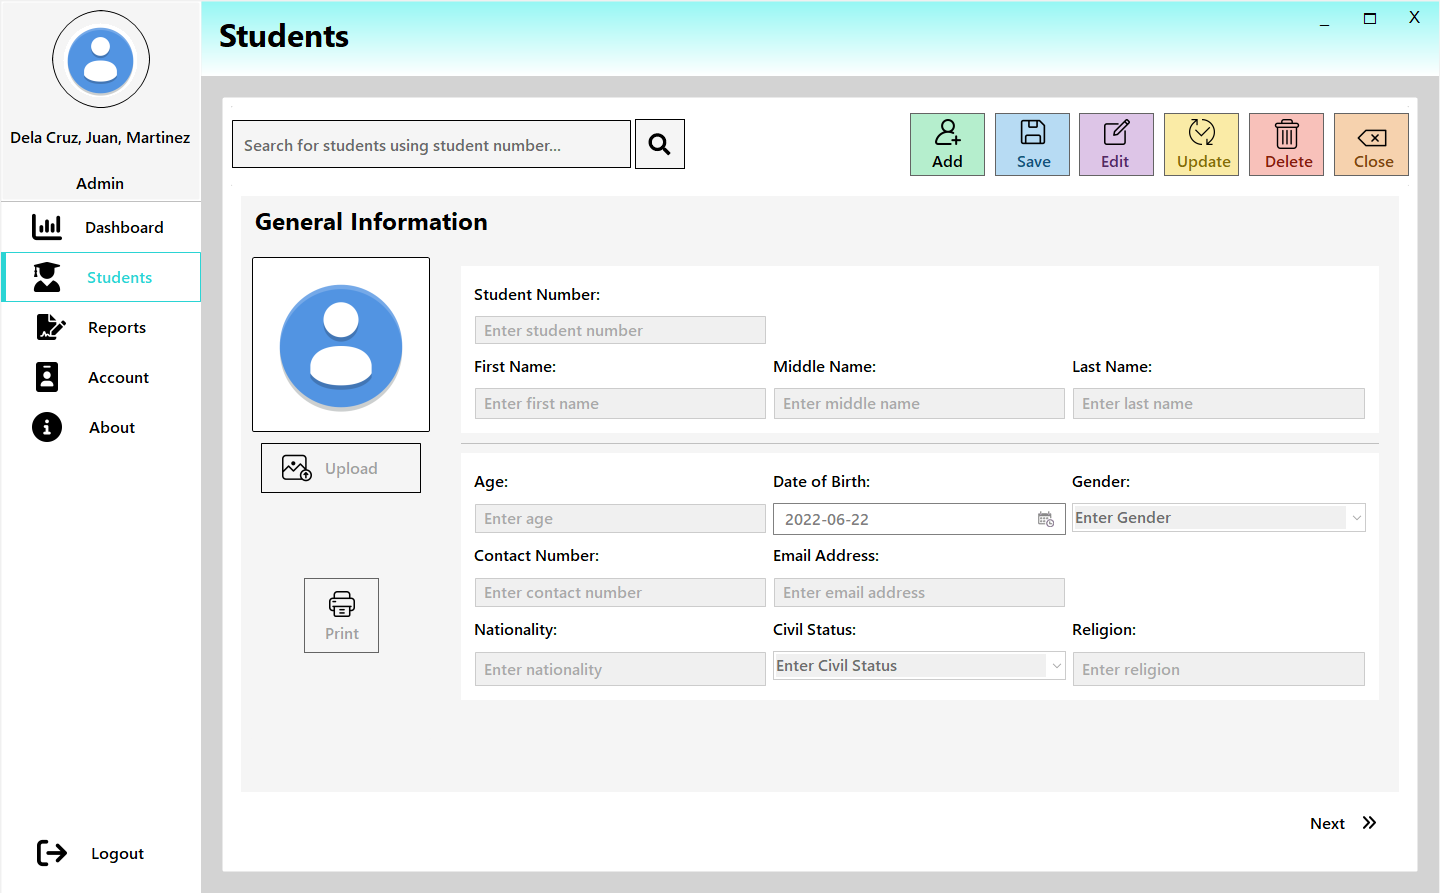 Students
_
X
Dela Cruz, Juan, Martinez
Admin
Dashboard
Students
Reports
Account
About
Logout
Search for students using student number...
Add
Save
Edit
Update
Delete
Close
General Information
Upload
Print
Student Number:
Enter student number
First Name:
Middle Name:
Last Name:
Enter first name
Enter middle name
Enter last name
Age:
Date of Birth:
Gender:
Enter age
2022-06-22
Enter Gender
Contact Number:
Email Address:
Enter contact number
Enter email address
Nationality:
Civil Status:
Religion:
Enter nationality
Enter Civil Status
Enter religion
Next